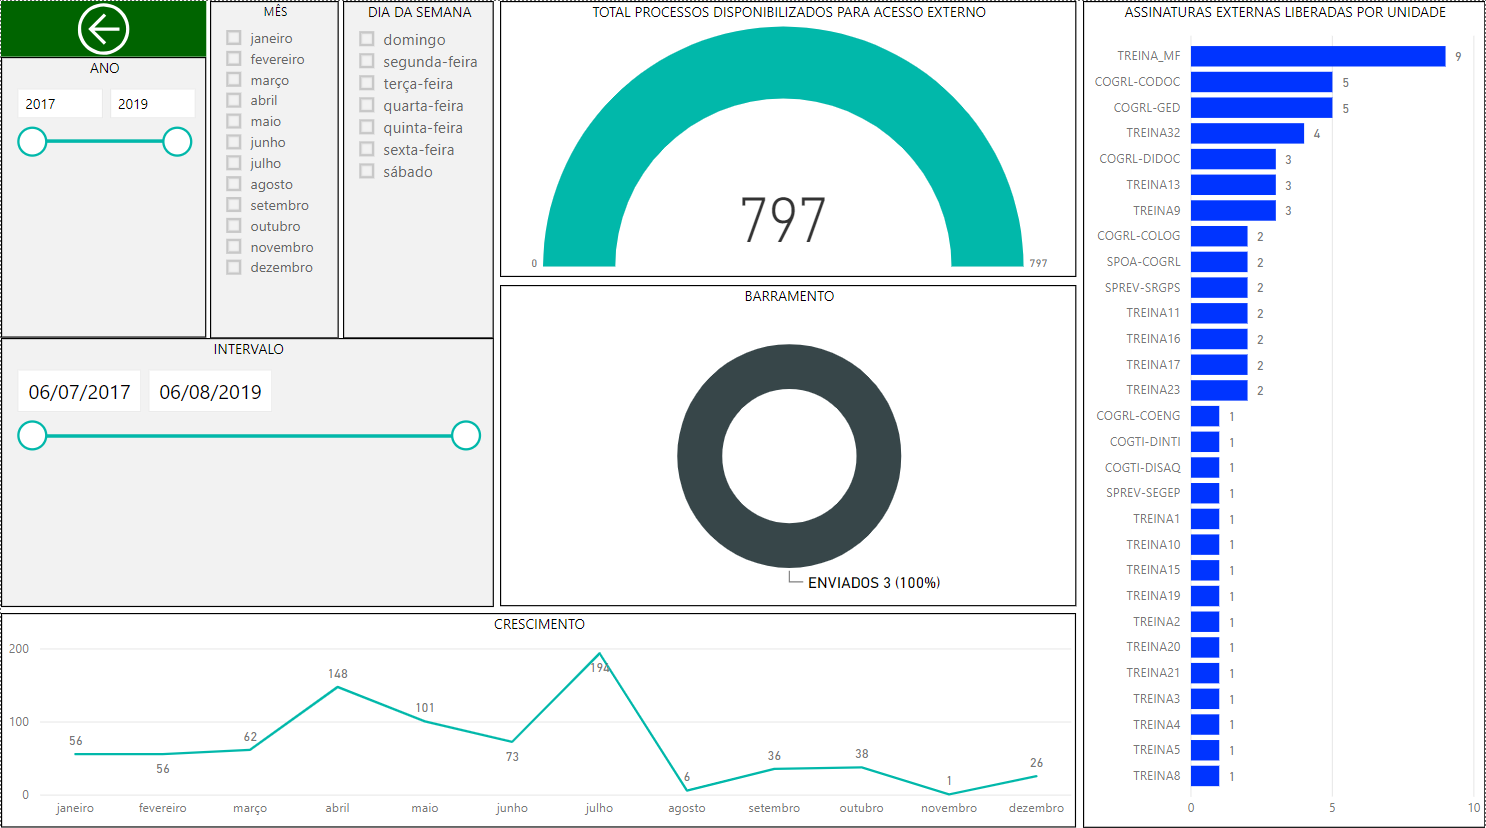 ANO
2017 2019
MÊS
janeiro
fevereiro
março
abril
maio
junho
julho
agosto
setembro
outubro
novembro
dezembro
DIA DA SEMANA
domingo
segunda-feira
terça-feira
quarta-feira
quinta-feira
sexta-feira
sábado
INTERVALO
06/07/2017 06/08/2019
TOTAL PROCESSOS DISPONIBILIZADOS PARA ACESSO EXTERNO
797
0 797
BARRAMENTO
ENVIADOS 3 (100%)
CRESCIMENTO
200
100
0
56
56
62
148
101
73
194
6
36
38
1
26
janeiro fevereiro março abril maio junho julho agosto setembro outubro novembro dezembro
ASSINATURAS EXTERNAS LIBERADAS POR UNIDADE
TREINA_MF 9
COGRL-CODOC 5
COGRL-GED 5
TREINA32 4
COGRL-DIDOC 3
TREINA13 3
TREINA9 3
COGRL-COLOG 2
SPOA-COGRL 2
SPREV-SRGPS 2
TREINA11 2
TREINA16 2
TREINA17 2
TREINA23 2
COGRL-COENG 1
COGTI-DINTI 1
COGTI-DISAQ 1
SPREV-SEGEP 1
TREINA1 1
TREINA10 1
TREINA15 1
TREINA19 1
TREINA2 1
TREINA20 1
TREINA21 1
TREINA3 1
TREINA4 1
TREINA5 1
TREINA8 1
0 5 10